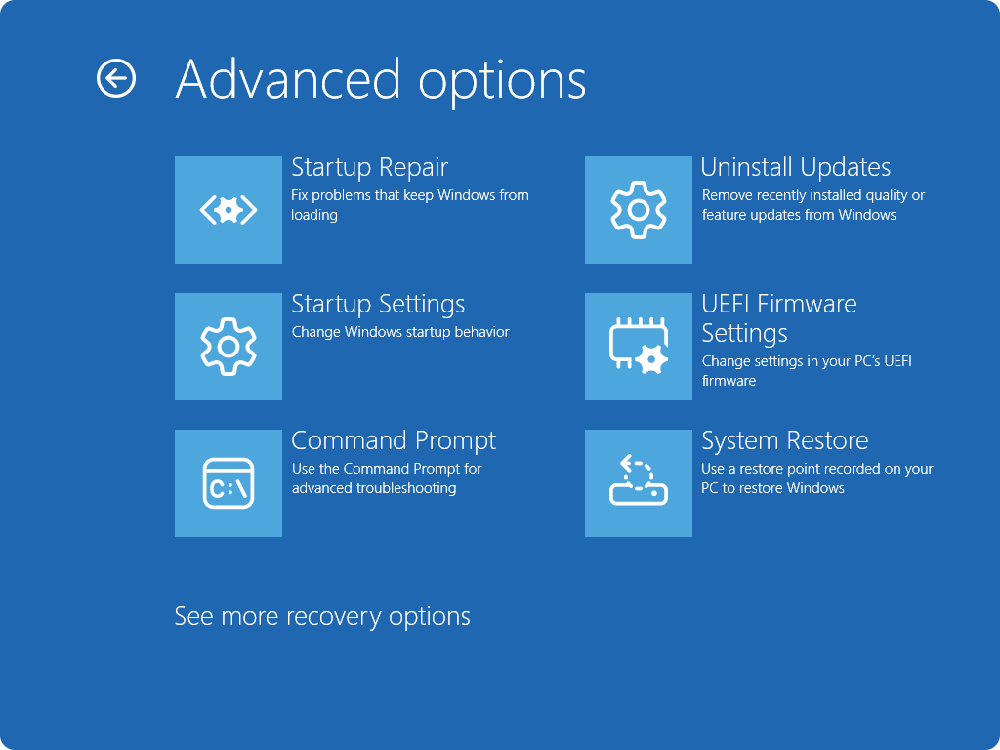 Advanced options
Startup Repair
Fix problems that keep Windows from
loading
Uninstall Updates
Remove recently installed quality or
feature updates from Windows
Startup Settings
Change Windows startup behavior
UEFI Firmware
Settings
Change settings in your PC’s UEFI
firmware
C:\
Command Prompt
Use the Command Prompt for
advanced troubleshooting
System Restore
Use a restore point recorded on your
PC to restore Windows
See more recovery options